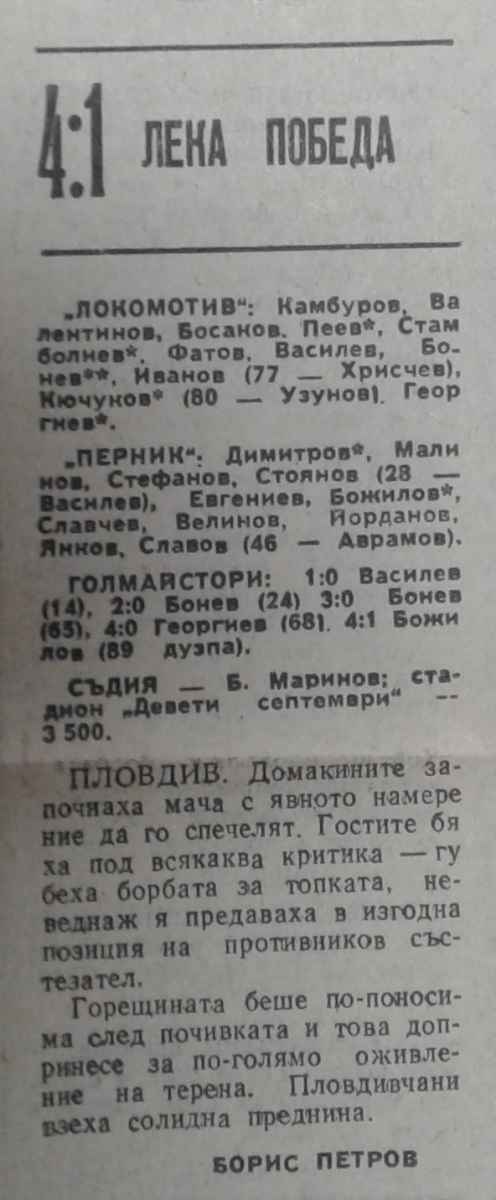 4:1 ЛЕКА ПОБЕДА
„ЛОКОМОТИВ“: Камбуров, Ва
лентинов, Босаков, Пеев*, Стам
болиев*, Фатов, Василев, Бо-
нев**, Иванов (77 — Хрисчев),
Кючуков* (80 — Узунов). Геор
гиев*.
„ПЕРНИК“: Димитров*, Мали
нов, Стефанов, Стоянов (28 —
Василев), Евгениев, Божилов*,
Славчев, Велинов, Йорданов,
Янков, Славов (46 — Аврамов).
ГОЛМАЙСТОРИ: 1:0 Василев
(14), 2:0 Бонев (24) 3:0 Бонев
(65), 4:0 Георгиев (68). 4:1 Божи
лов (89 дузпа).
СЪДИЯ — Б. Маринов; ста-
дион „Девети септември“ —
3 500.
ПЛОВДИВ. Домакините за-
почнаха мача с явното намере
ние да го спечелят. Гостите бя
ха под всякаква критика — гу
беха борбата за топката, не-
веднаж я предаваха в изгодна
позиция на противников със-
тезател.
Горещината беше по-поноси-
ма след почивката и това доп-
ринесе за по-голямо оживле-
ние на терена. Пловдивчани
взеха солидна преднина.
БОРИС ПЕТРОВ